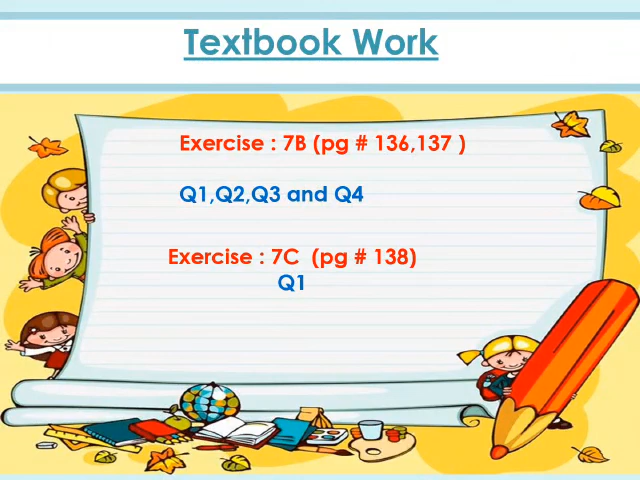 Textbook Work
Exercise : 7B (pg # 136,137 )
Q1,Q2,Q3 and Q4
Exercise : 7C (pg # 138)
Q1